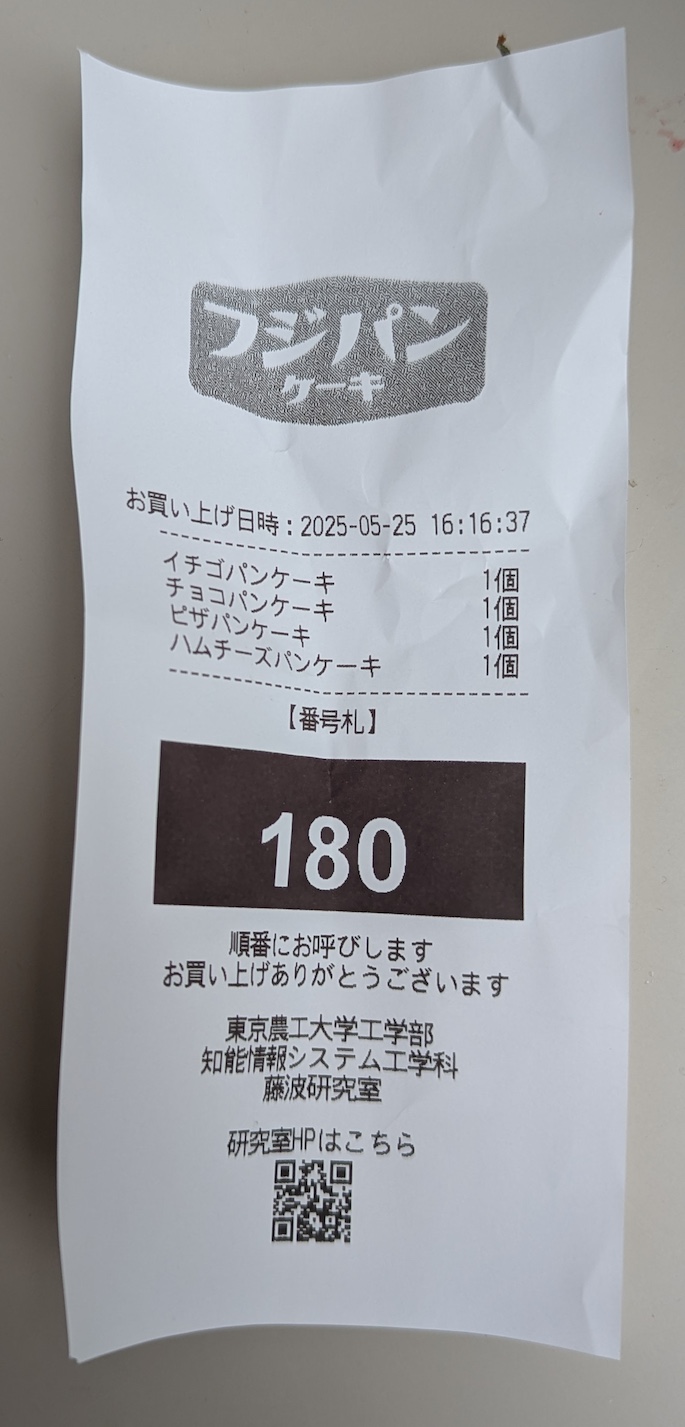 フジパン
ケーキ
お買い上げ日時：2025-05-25 16:16:37
イチゴパンケーキ 1個
チョコパンケーキ 1個
ピザパンケーキ 1個
ハムチーズパンケーキ 1個
【番号札】
180
順番にお呼びします
お買い上げありがとうございます
東京農工大学工学部
知能情報システム工学科
藤波研究室
研究室HPはこちら